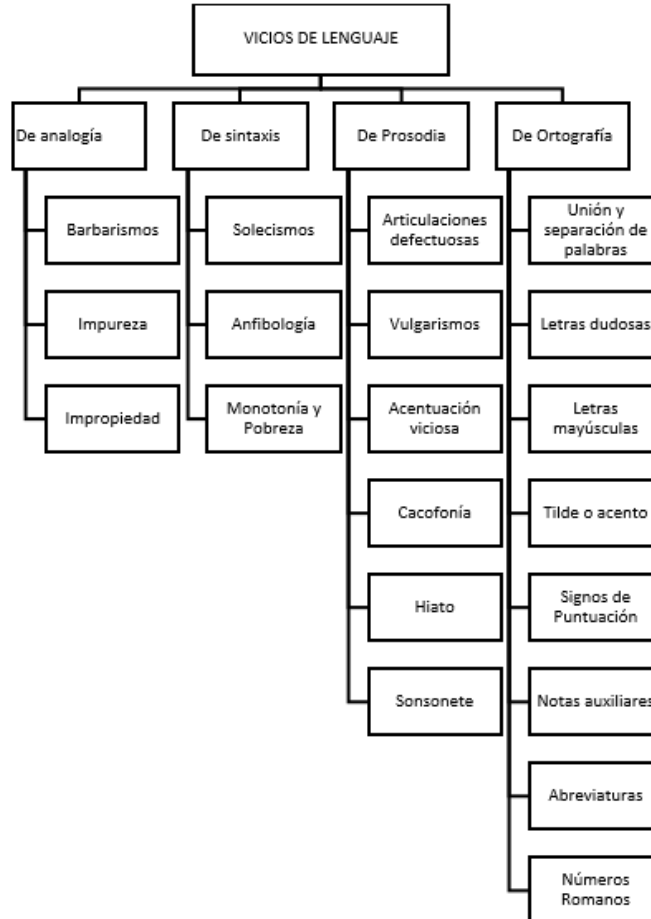 VICIOS DE LENGUAJE
De analogía
Barbarismos
Impureza
Impropiedad
De sintaxis
Solecismos
Anfibología
Monotonía y
Pobreza
De Prosodia
Articulaciones
defectuosas
Vulgarismos
Acentuación
viciosa
Cacofonía
Hiato
Sonsonete
De Ortografía
Unión y
separación de
palabras
Letras dudosas
Letras
mayúsculas
Tilde o acento
Signos de
Puntuación
Notas auxiliares
Abreviaturas
Números
Romanos